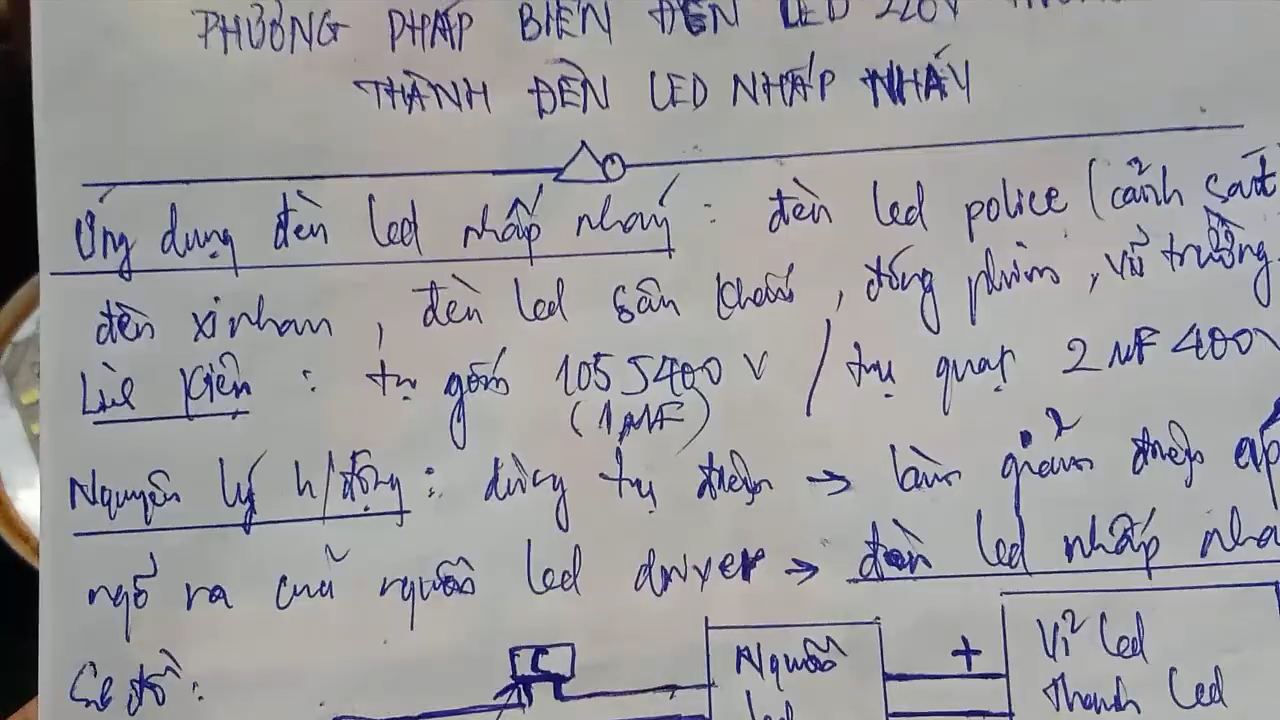 PHƯƠNG PHÁP BIẾN ĐÈN LED 220V
THÀNH ĐÈN LED NHẤP NHÁY
Ứng dụng đèn led nhấp nháy : đèn led police (cảnh sát
đèn xi nhan , đèn led sân khấu , đóng phim , vũ trường
Linh kiện : tụ gốm 105J400V / tụ quạt 2MF 400V
(1MF)
Nguyên lý h/động : dùng tụ điện → làm giảm điện áp
ngõ ra của nguồn led driver → đèn led nhấp nhá
Sơ đồ :
C
Nguồn
led
+
Vỉ led
Thanh led